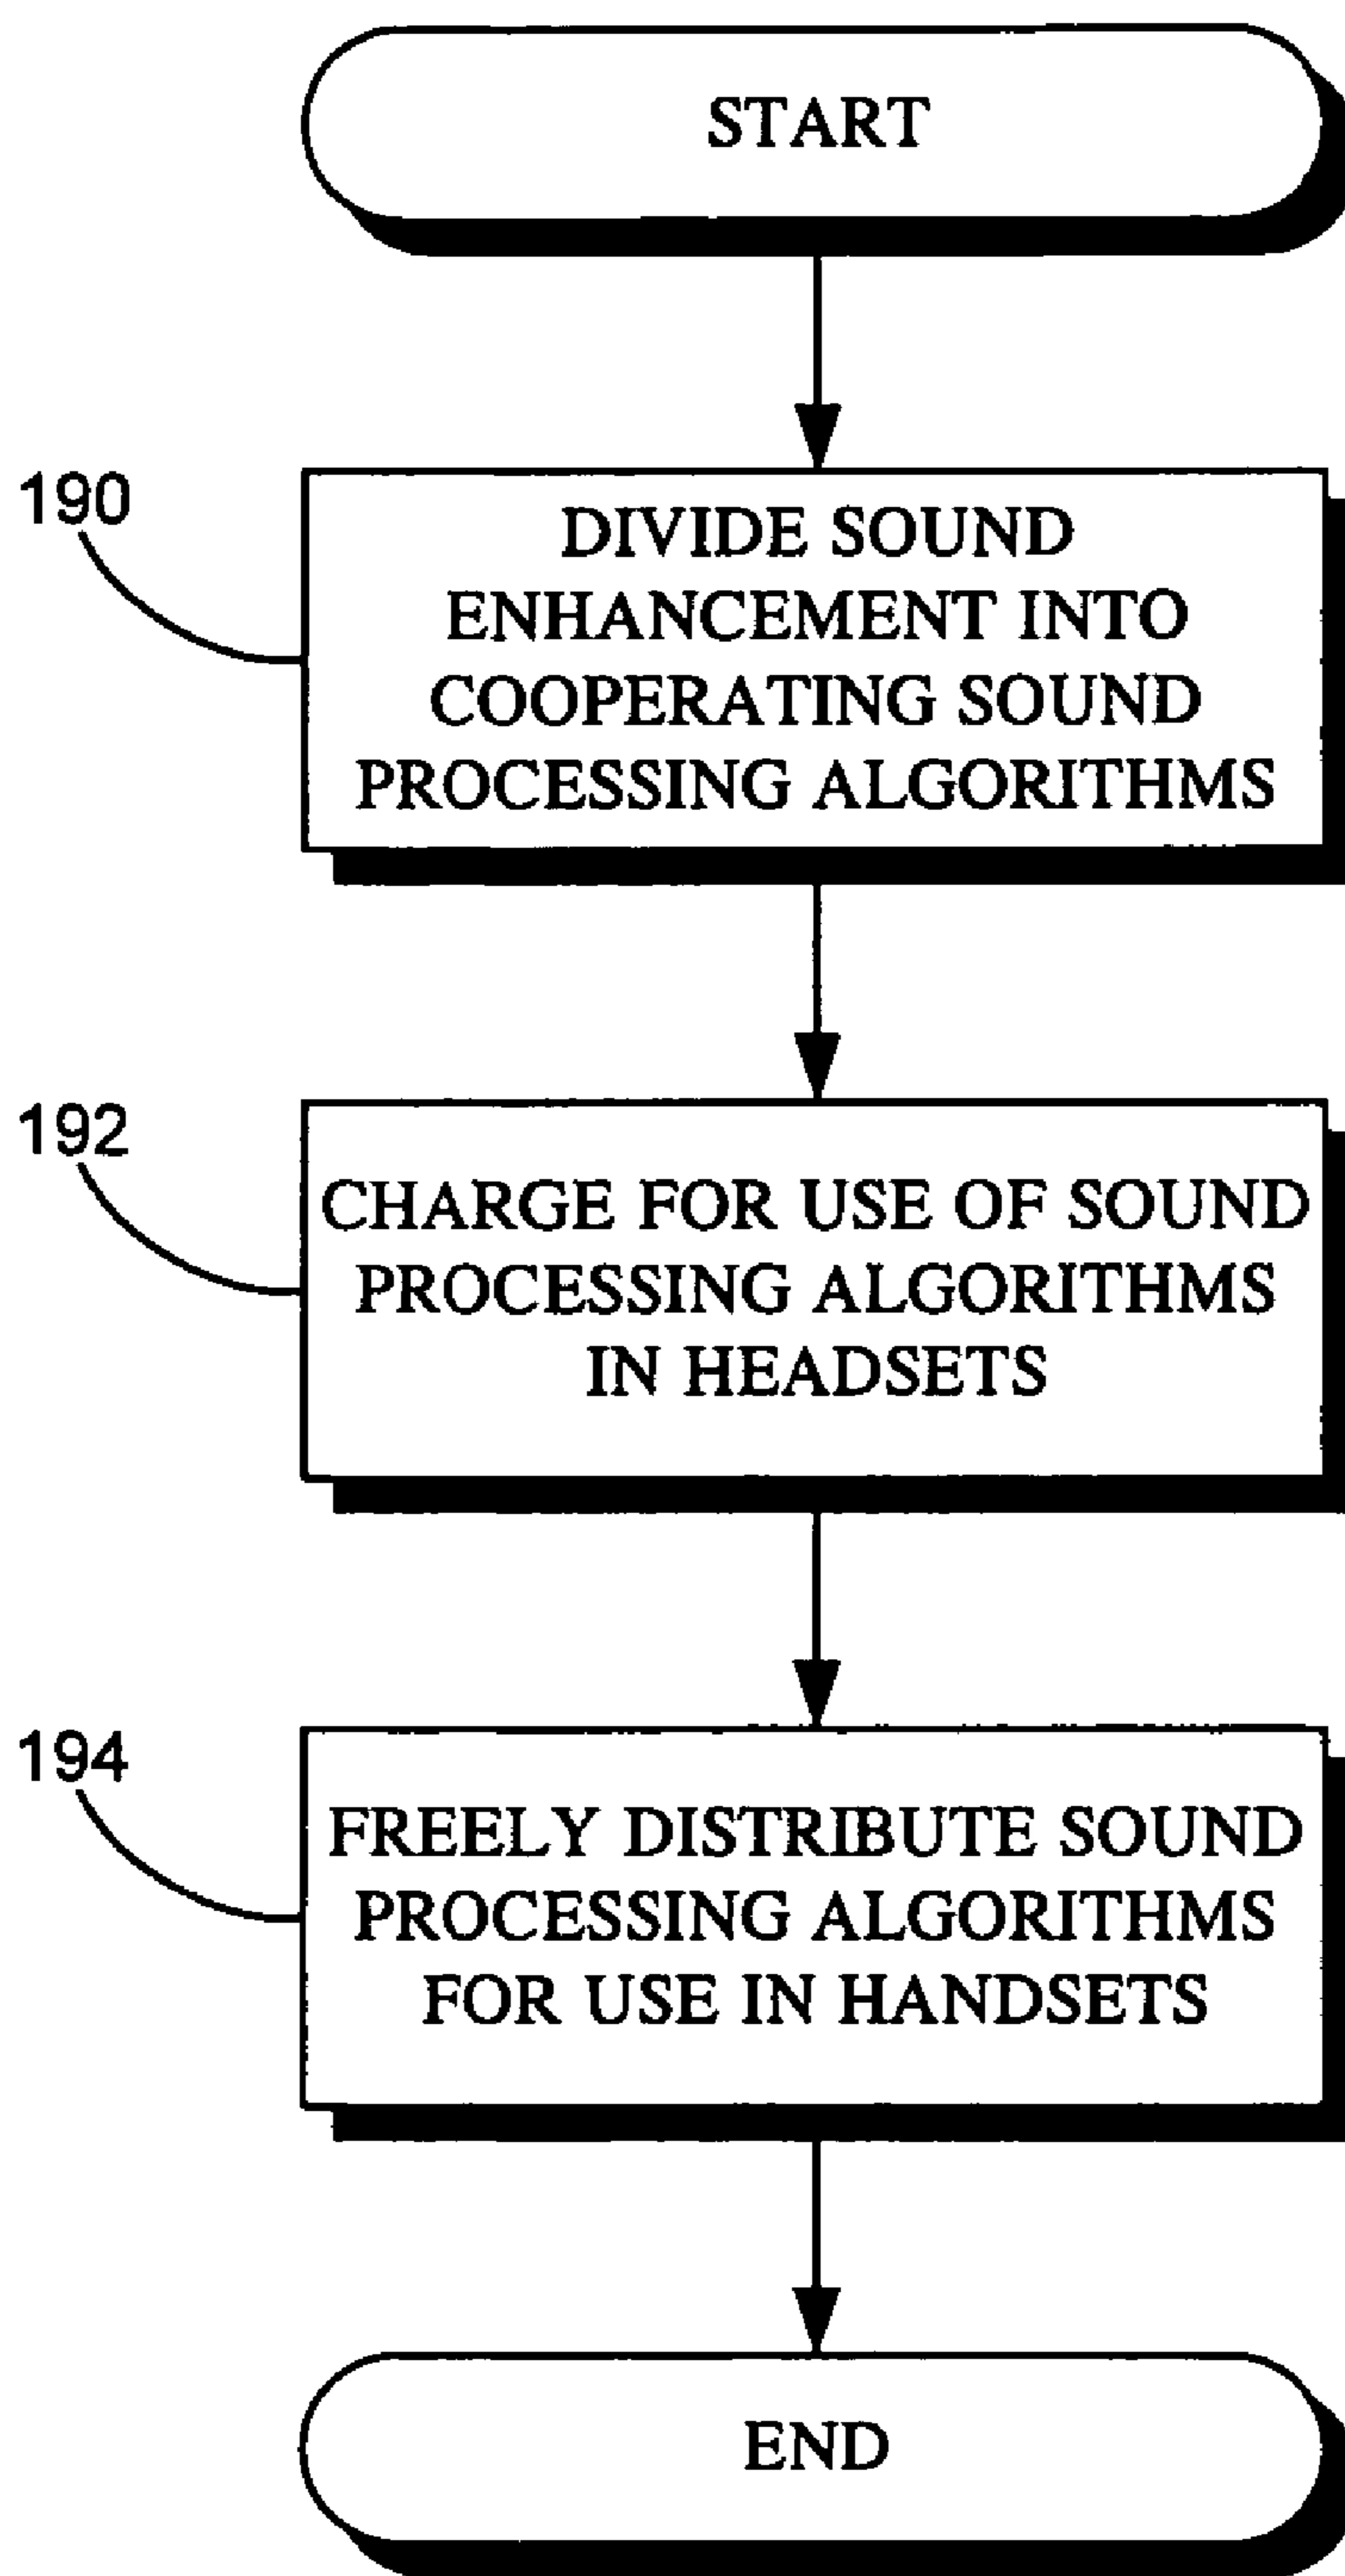 START
190
DIVIDE SOUND
ENHANCEMENT INTO
COOPERATING SOUND
PROCESSING ALGORITHMS
192
CHARGE FOR USE OF SOUND
PROCESSING ALGORITHMS
IN HEADSETS
194
FREELY DISTRIBUTE SOUND
PROCESSING ALGORITHMS
FOR USE IN HANDSETS
END